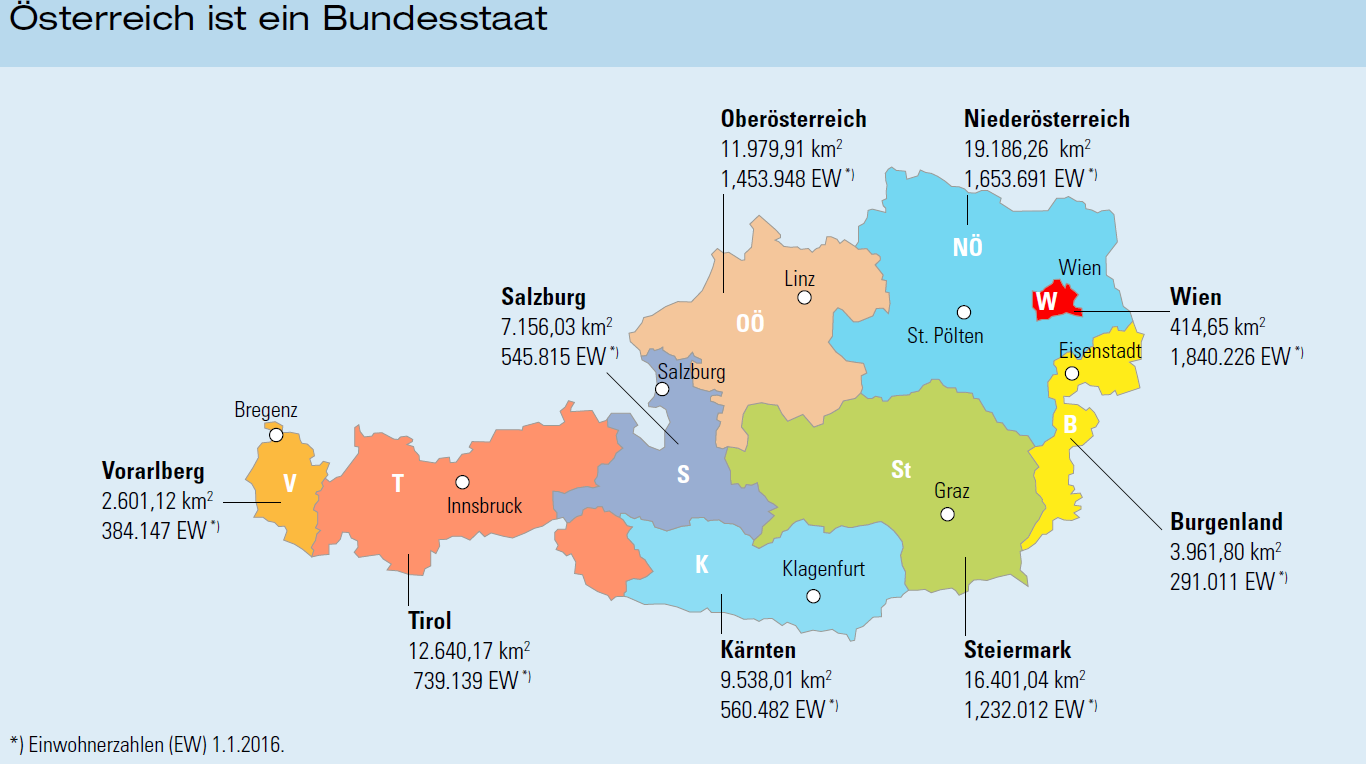 Österreich ist ein Bundesstaat
Oberösterreich
11.979,91 km²
1,453.948 EW *)
Niederösterreich
19.186,26 km²
1,653.691 EW *)
NÖ
Wien
W
Wien
414,65 km²
1,840.226 EW *)
Linz
OÖ
St. Pölten
Salzburg
7.156,03 km²
545.815 EW *)
Salzburg
Eisenstadt
B
Bregenz
Vorarlberg
2.601,12 km²
384.147 EW *)
V
T
Innsbruck
S
St
Graz
Burgenland
3.961,80 km²
291.011 EW *)
K
Klagenfurt
Tirol
12.640,17 km²
739.139 EW *)
Kärnten
9.538,01 km²
560.482 EW *)
Steiermark
16.401,04 km²
1,232.012 EW *)
*) Einwohnerzahlen (EW) 1.1.2016.